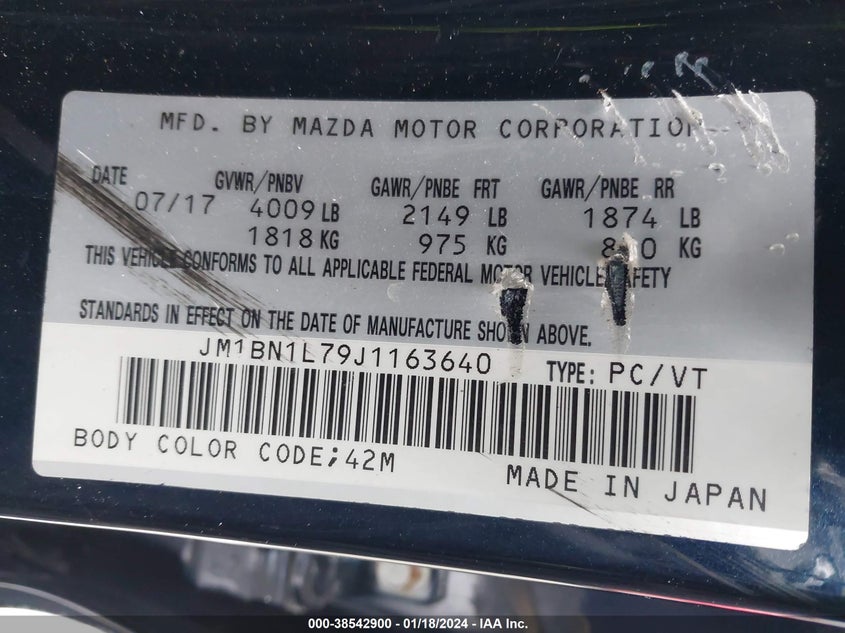 MFD. BY MAZDA MOTOR CORPORATION
DATE GVWR/PNBV GAWR/PNBE FRT GAWR/PNBE RR
07/17 4009 LB 2149 LB 1874 LB
1818 KG 975 KG KG
THIS VEHICLE CONFORMS TO ALL APPLICABLE FEDERAL MOTOR VEHICLE SAFETY
STANDARDS IN EFFECT ON THE DATE OF MANUFACTURE SHOWN ABOVE.
JM1BN1L79J1163640 TYPE: PC/VT
BODY COLOR CODE;42M
MADE IN JAPAN
000-38542900 - 01/18/2024 - IAA Inc.